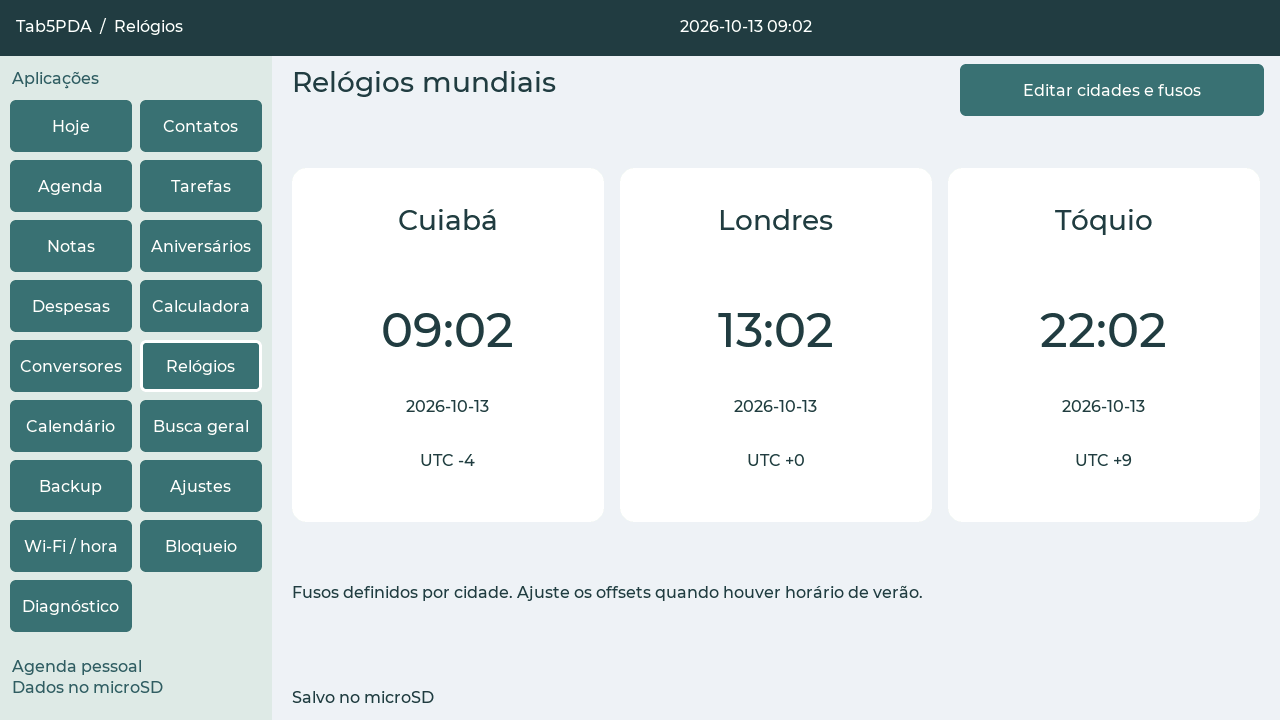 Tab5PDA / Relógios
2026-10-13 09:02
Aplicações
Hoje
Contatos
Agenda
Tarefas
Notas
Aniversários
Despesas
Calculadora
Conversores
Relógios
Calendário
Busca geral
Backup
Ajustes
Wi-Fi / hora
Bloqueio
Diagnóstico
Agenda pessoal
Dados no microSD
Relógios mundiais
Editar cidades e fusos
Cuiabá
09:02
2026-10-13
UTC -4
Londres
13:02
2026-10-13
UTC +0
Tóquio
22:02
2026-10-13
UTC +9
Fusos definidos por cidade. Ajuste os offsets quando houver horário de verão.
Salvo no microSD